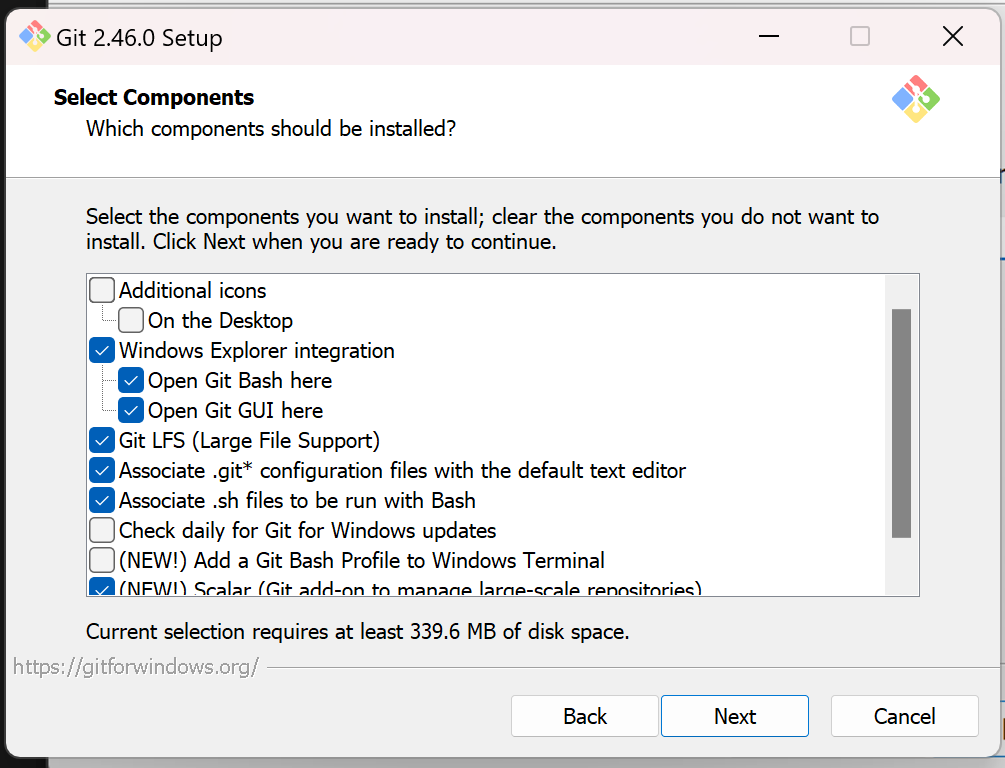 Git 2.46.0 Setup
Select Components
Which components should be installed?
Select the components you want to install; clear the components you do not want to
install. Click Next when you are ready to continue.
Additional icons
On the Desktop
Windows Explorer integration
Open Git Bash here
Open Git GUI here
Git LFS (Large File Support)
Associate .git* configuration files with the default text editor
Associate .sh files to be run with Bash
Check daily for Git for Windows updates
(NEW!) Add a Git Bash Profile to Windows Terminal
(NEW!) Scalar (Git add-on to manage large-scale repositories)
Current selection requires at least 339.6 MB of disk space.
https://gitforwindows.org/
Back
Next
Cancel